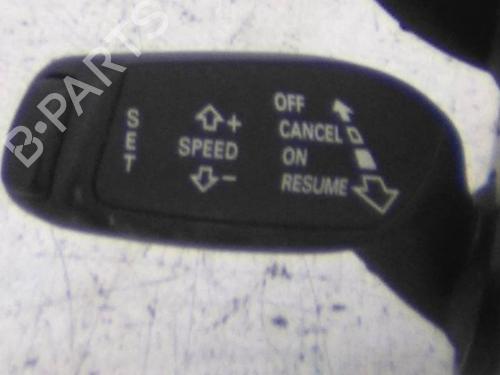 B-PARTS
SET
+
SPEED
-
OFF
CANCEL
ON
RESUME